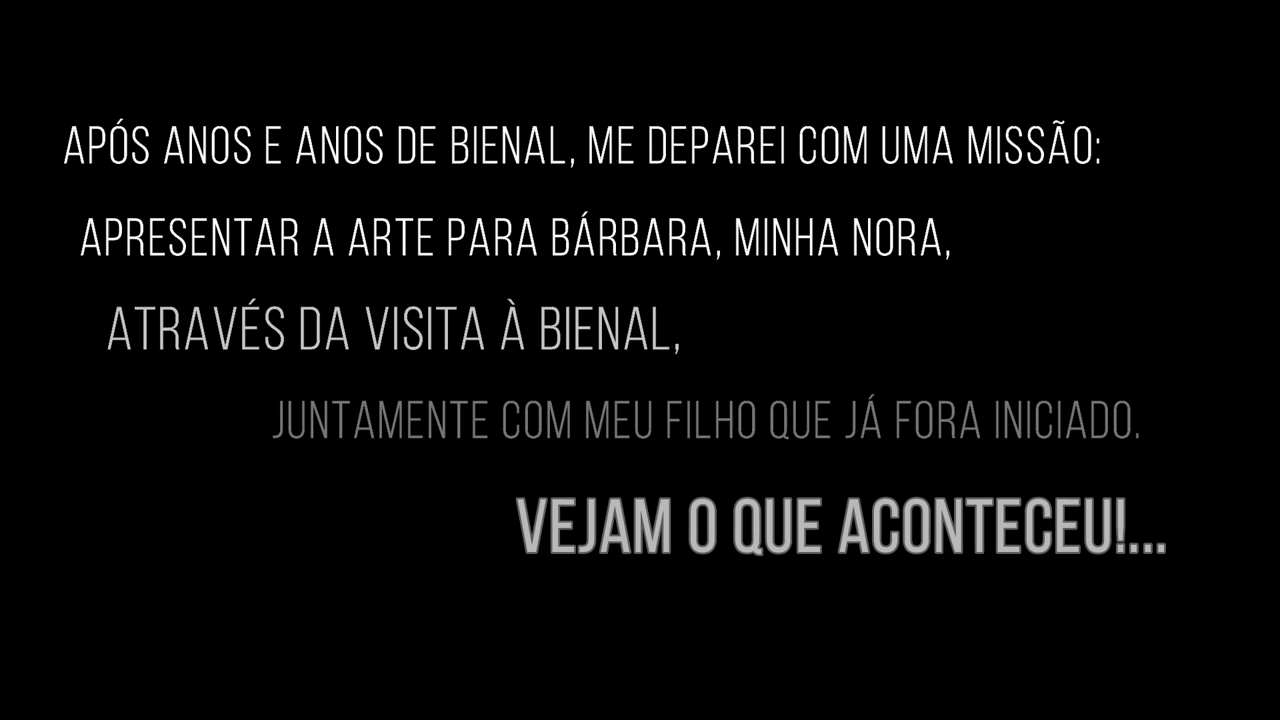 APÓS ANOS E ANOS DE BIENAL, ME DEPAREI COM UMA MISSÃO:
APRESENTAR A ARTE PARA BÁRBARA, MINHA NORA,
ATRAVÉS DA VISITA À BIENAL,
JUNTAMENTE COM MEU FILHO QUE JÁ FORA INICIADO.
VEJAM O QUE ACONTECEU!...